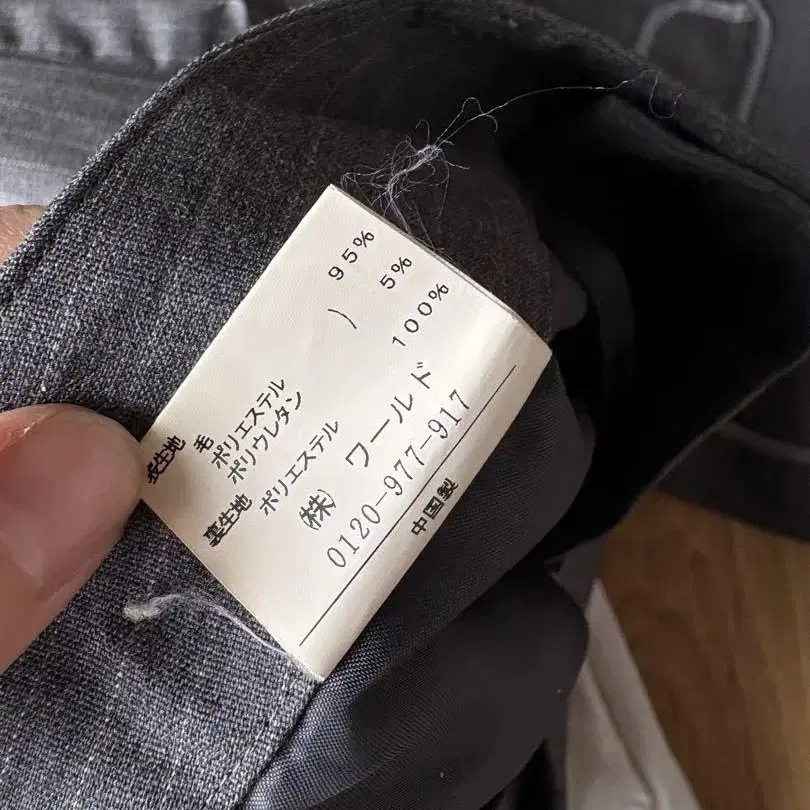 表生地
毛 95%
ポリエステル
ポリウレタン ) 5%
裏生地
ポリエステル 100%
(株) ワールド
0120-977-917
中国製